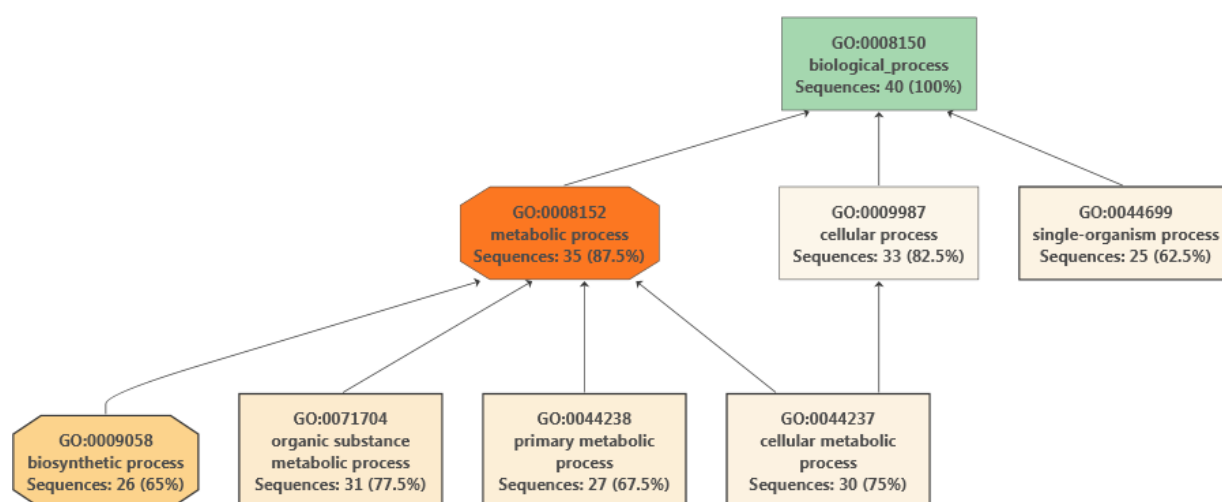 GO:0008150
biological_process
Sequences: 40 (100%)
GO:0008152
metabolic process
Sequences: 35 (87.5%)
GO:0009987
cellular process
Sequences: 33 (82.5%)
GO:0044699
single-organism process
Sequences: 25 (62.5%)
GO:0009058
biosynthetic process
Sequences: 26 (65%)
GO:0071704
organic substance
metabolic process
Sequences: 31 (77.5%)
GO:0044238
primary metabolic
process
Sequences: 27 (67.5%)
GO:0044237
cellular metabolic
process
Sequences: 30 (75%)